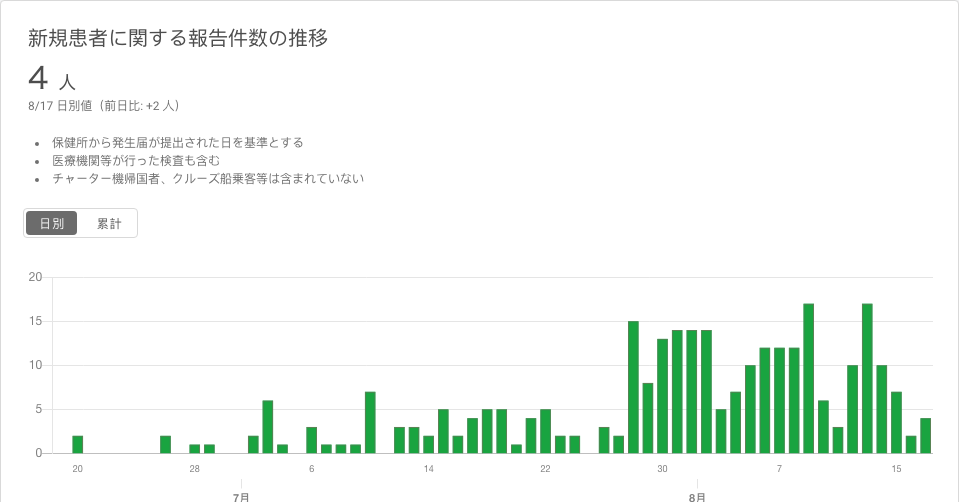 新規患者に関する報告件数の推移
4 人
8/17 日別値（前日比: +2 人）
• 保健所から発生届が提出された日を基準とする
• 医療機関等が行った検査も含む
• チャーター機帰国者、クルーズ船乗客等は含まれていない
日別 累計
20
15
10
5
0
20 28 6 14 22 30 7 15
7月 8月